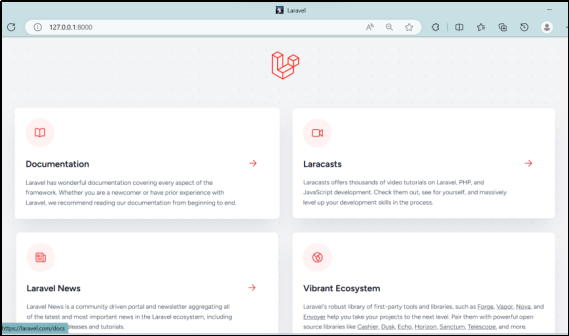 Laravel
127.0.0.1:8000
Documentation
Laravel has wonderful documentation covering every aspect of the
framework. Whether you are a newcomer or have prior experience with
Laravel, we recommend reading our documentation from beginning to end.
Laracasts
Laracasts offers thousands of video tutorials on Laravel, PHP, and
JavaScript development. Check them out, see for yourself, and massively
level up your development skills in the process.
Laravel News
Laravel News is a community driven portal and newsletter aggregating all
of the latest and most important news in the Laravel ecosystem, including
leases and tutorials.
Vibrant Ecosystem
Laravel's robust library of first-party tools and libraries, such as Forge, Vapor, Nova, and
Envoyer help you take your projects to the next level. Pair them with powerful open
source libraries like Cashier, Dusk, Echo, Horizon, Sanctum, Telescope, and more.
https://laravel.com/docs